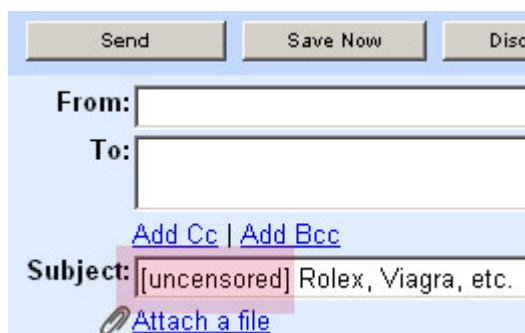 Send Save Now Disc
From:
To:
Add Cc | Add Bcc
Subject: [uncensored] Rolex, Viagra, etc.
Attach a file